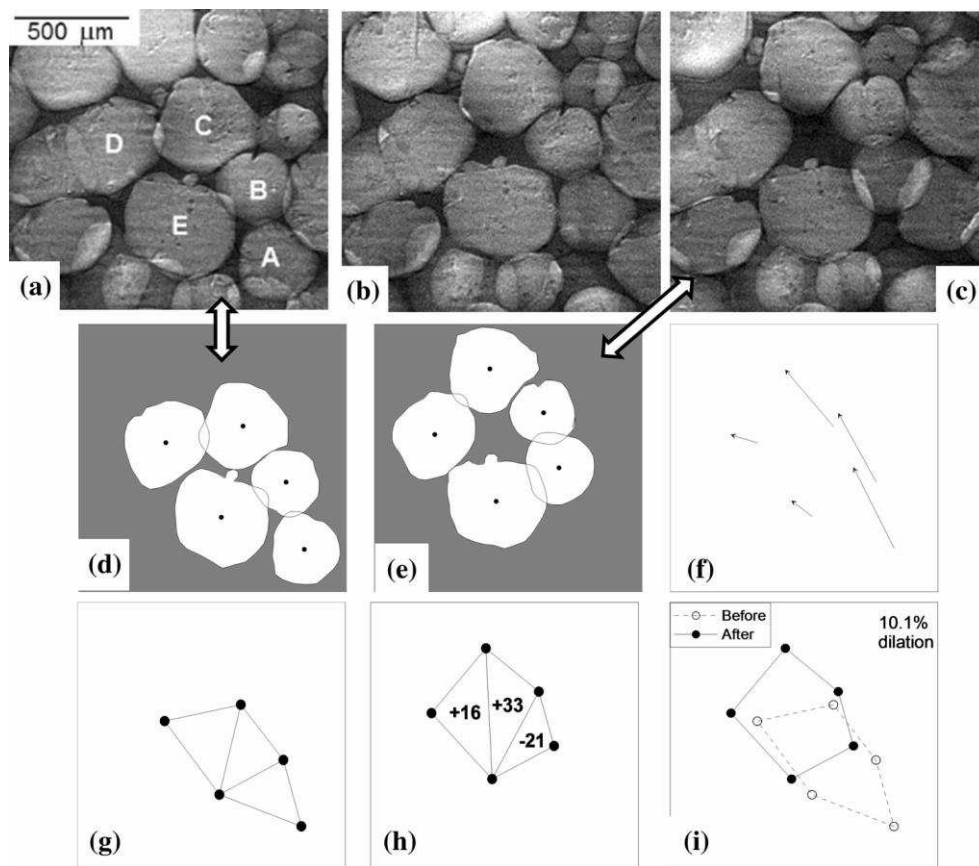 500 μm
D
C
B
E
A
(a)
(b)
(c)
(d)
(e)
(f)
Before
After
10.1%
dilation
+16
+33
-21
(g)
(h)
(i)